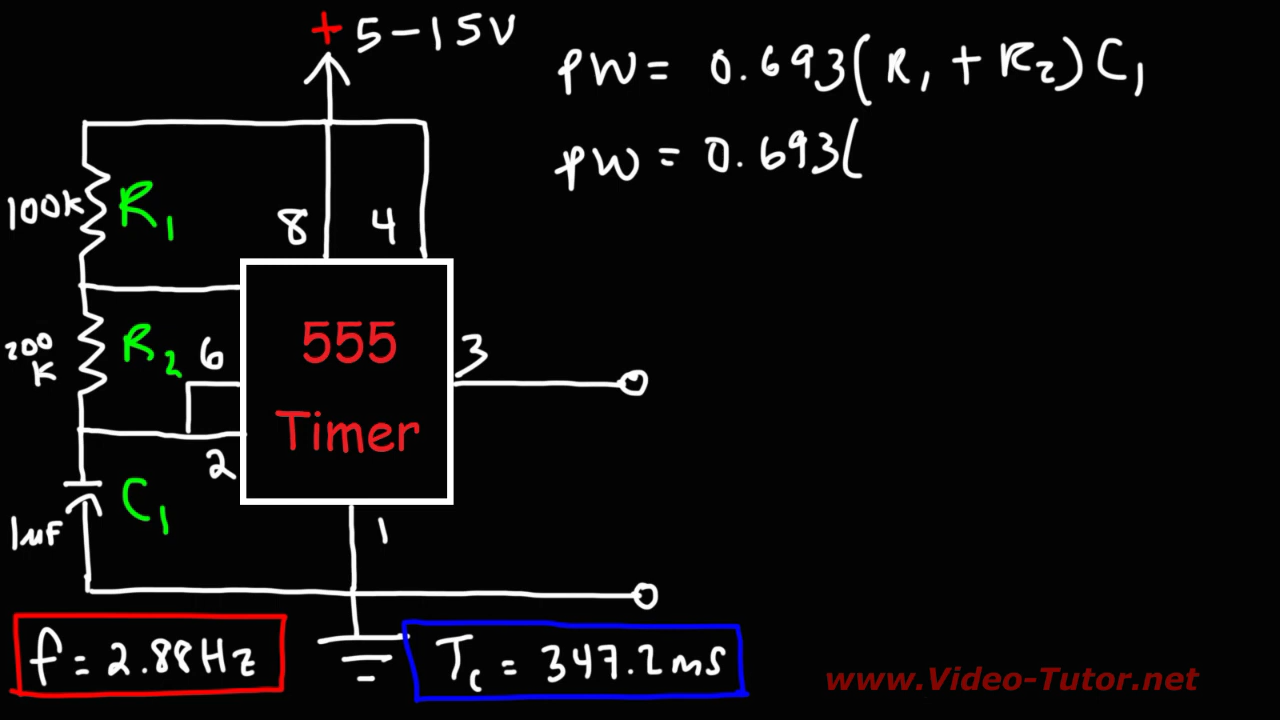 + 5-15V
PW = 0.693(R1 + R2)C1
PW = 0.693(
100k R1
8 4
555
Timer
200
K
R2
6
3
2
C1
1uF
1
f = 2.88Hz
Tc = 347.2ms
www.Video-Tutor.net